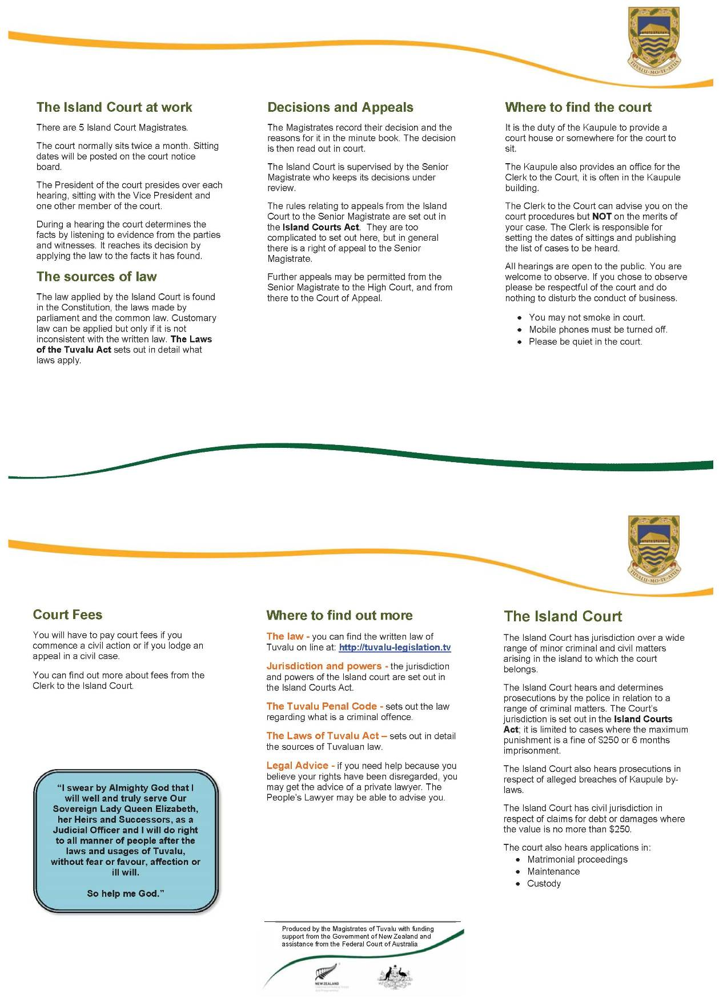 TUVALU-MO-TE-ATUA
The Island Court at work
There are 5 Island Court Magistrates.
The court normally sits twice a month. Sitting
dates will be posted on the court notice
board.
The President of the court presides over each
hearing, sitting with the Vice President and
one other member of the court.
During a hearing the court determines the
facts by listening to evidence from the parties
and witnesses. It reaches its decision by
applying the law to the facts it has found.
The sources of law
The law applied by the Island Court is found
in the Constitution, the laws made by
parliament and the common law. Customary
law can be applied but only if it is not
inconsistent with the written law. The Laws
of the Tuvalu Act sets out in detail what
laws apply.
Decisions and Appeals
The Magistrates record their decision and the
reasons for it in the minute book. The decision
is then read out in court.
The Island Court is supervised by the Senior
Magistrate who keeps its decisions under
review.
The rules relating to appeals from the Island
Court to the Senior Magistrate are set out in
the Island Courts Act. They are too
complicated to set out here, but in general
there is a right of appeal to the Senior
Magistrate.
Further appeals may be permitted from the
Senior Magistrate to the High Court, and from
there to the Court of Appeal.
Where to find the court
It is the duty of the Kaupule to provide a
court house or somewhere for the court to
sit.
The Kaupule also provides an office for the
Clerk to the Court, it is often in the Kaupule
building.
The Clerk to the Court can advise you on the
court procedures but NOT on the merits of
your case. The Clerk is responsible for
setting the dates of sittings and publishing
the list of cases to be heard.
All hearings are open to the public. You are
welcome to observe. If you chose to observe
please be respectful of the court and do
nothing to disturb the conduct of business.
• You may not smoke in court.
• Mobile phones must be turned off.
• Please be quiet in the court.
TUVALU-MO-TE-ATUA
Court Fees
You will have to pay court fees if you
commence a civil action or if you lodge an
appeal in a civil case.
You can find out more about fees from the
Clerk to the Island Court.
“I swear by Almighty God that I
will well and truly serve Our
Sovereign Lady Queen Elizabeth,
her Heirs and Successors, as a
Judicial Officer and I will do right
to all manner of people after the
laws and usages of Tuvalu,
without fear or favour, affection or
ill will.
So help me God.”
Where to find out more
The law - you can find the written law of
Tuvalu on line at: http://tuvalu-legislation.tv
Jurisdiction and powers - the jurisdiction
and powers of the Island court are set out in
the Island Courts Act.
The Tuvalu Penal Code - sets out the law
regarding what is a criminal offence.
The Laws of Tuvalu Act – sets out in detail
the sources of Tuvaluan law.
Legal Advice - if you need help because you
believe your rights have been disregarded, you
may get the advice of a private lawyer. The
People's Lawyer may be able to advise you.
Produced by the Magistrates of Tuvalu with funding
support from the Government of New Zealand and
assistance from the Federal Court of Australia
NEW ZEALAND
The Island Court
The Island Court has jurisdiction over a wide
range of minor criminal and civil matters
arising in the island to which the court
belongs.
The Island Court hears and determines
prosecutions by the police in relation to a
range of criminal matters. The Court's
jurisdiction is set out in the Island Courts
Act; it is limited to cases where the maximum
punishment is a fine of $250 or 6 months
imprisonment.
The Island Court also hears prosecutions in
respect of alleged breaches of Kaupule by-
laws.
The Island Court has civil jurisdiction in
respect of claims for debt or damages where
the value is no more than $250.
The court also hears applications in:
• Matrimonial proceedings
• Maintenance
• Custody